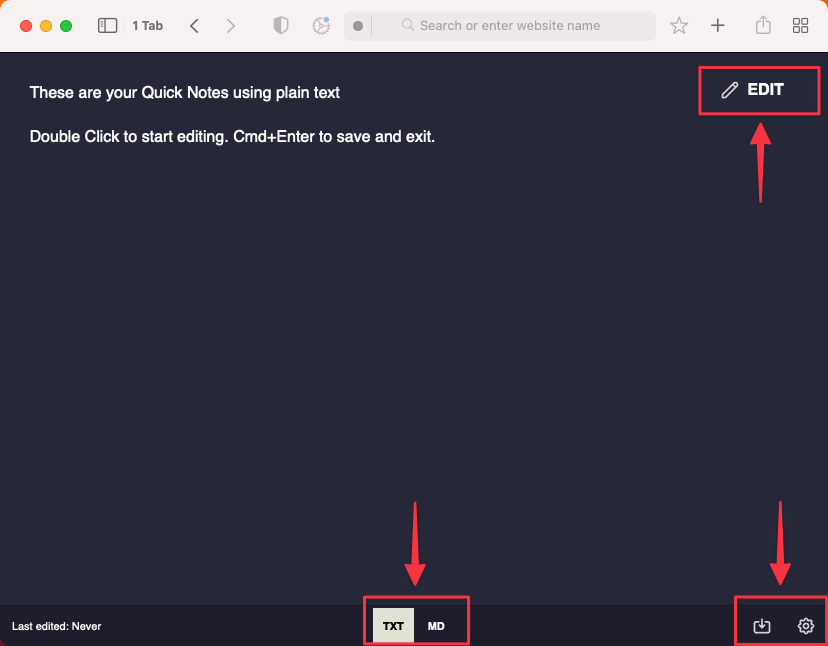 1 Tab
Search or enter website name
These are your Quick Notes using plain text
EDIT
Double Click to start editing. Cmd+Enter to save and exit.
Last edited: Never
TXT
MD